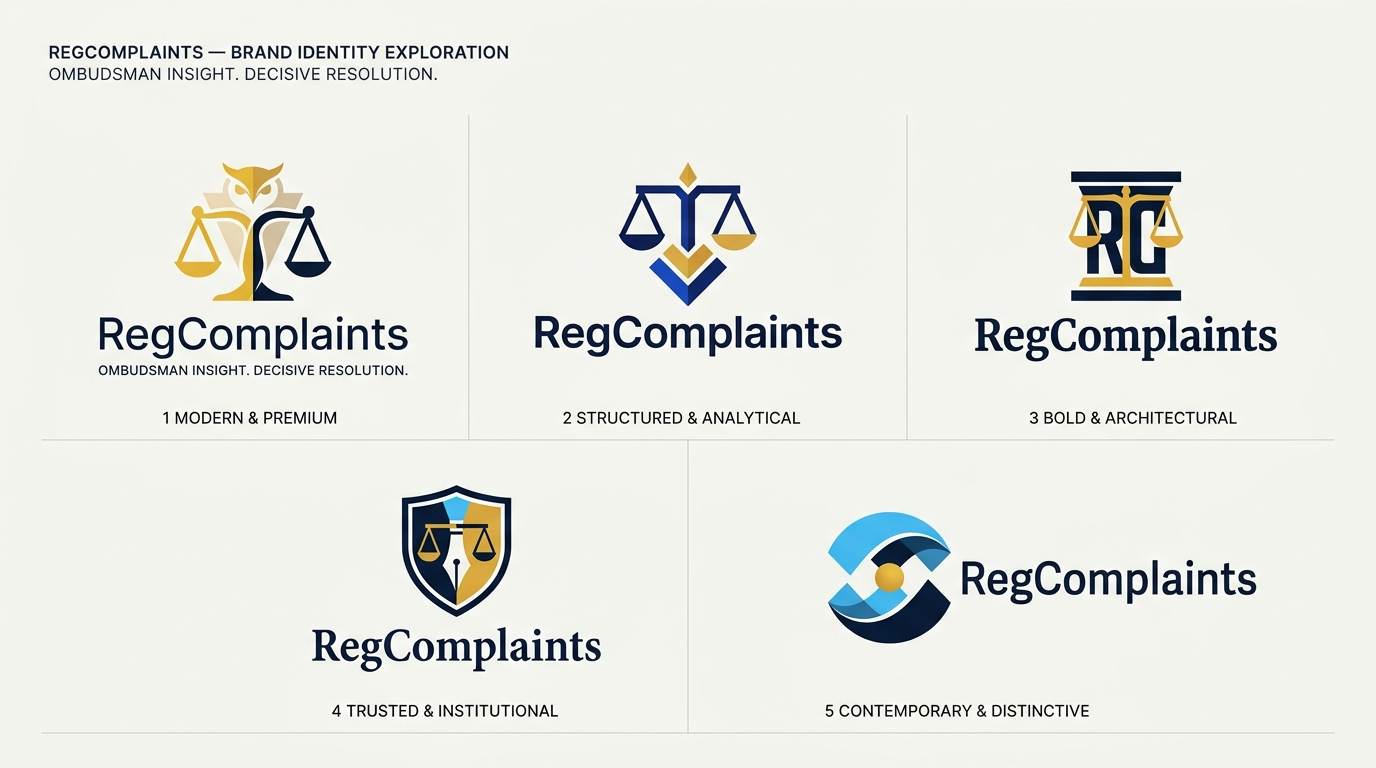 REGCOMPLAINTS — BRAND IDENTITY EXPLORATION
OMBUDSMAN INSIGHT. DECISIVE RESOLUTION.
RegComplaints
OMBUDSMAN INSIGHT. DECISIVE RESOLUTION.
1 MODERN & PREMIUM
RegComplaints
2 STRUCTURED & ANALYTICAL
RC
RegComplaints
3 BOLD & ARCHITECTURAL
RegComplaints
4 TRUSTED & INSTITUTIONAL
RegComplaints
5 CONTEMPORARY & DISTINCTIVE